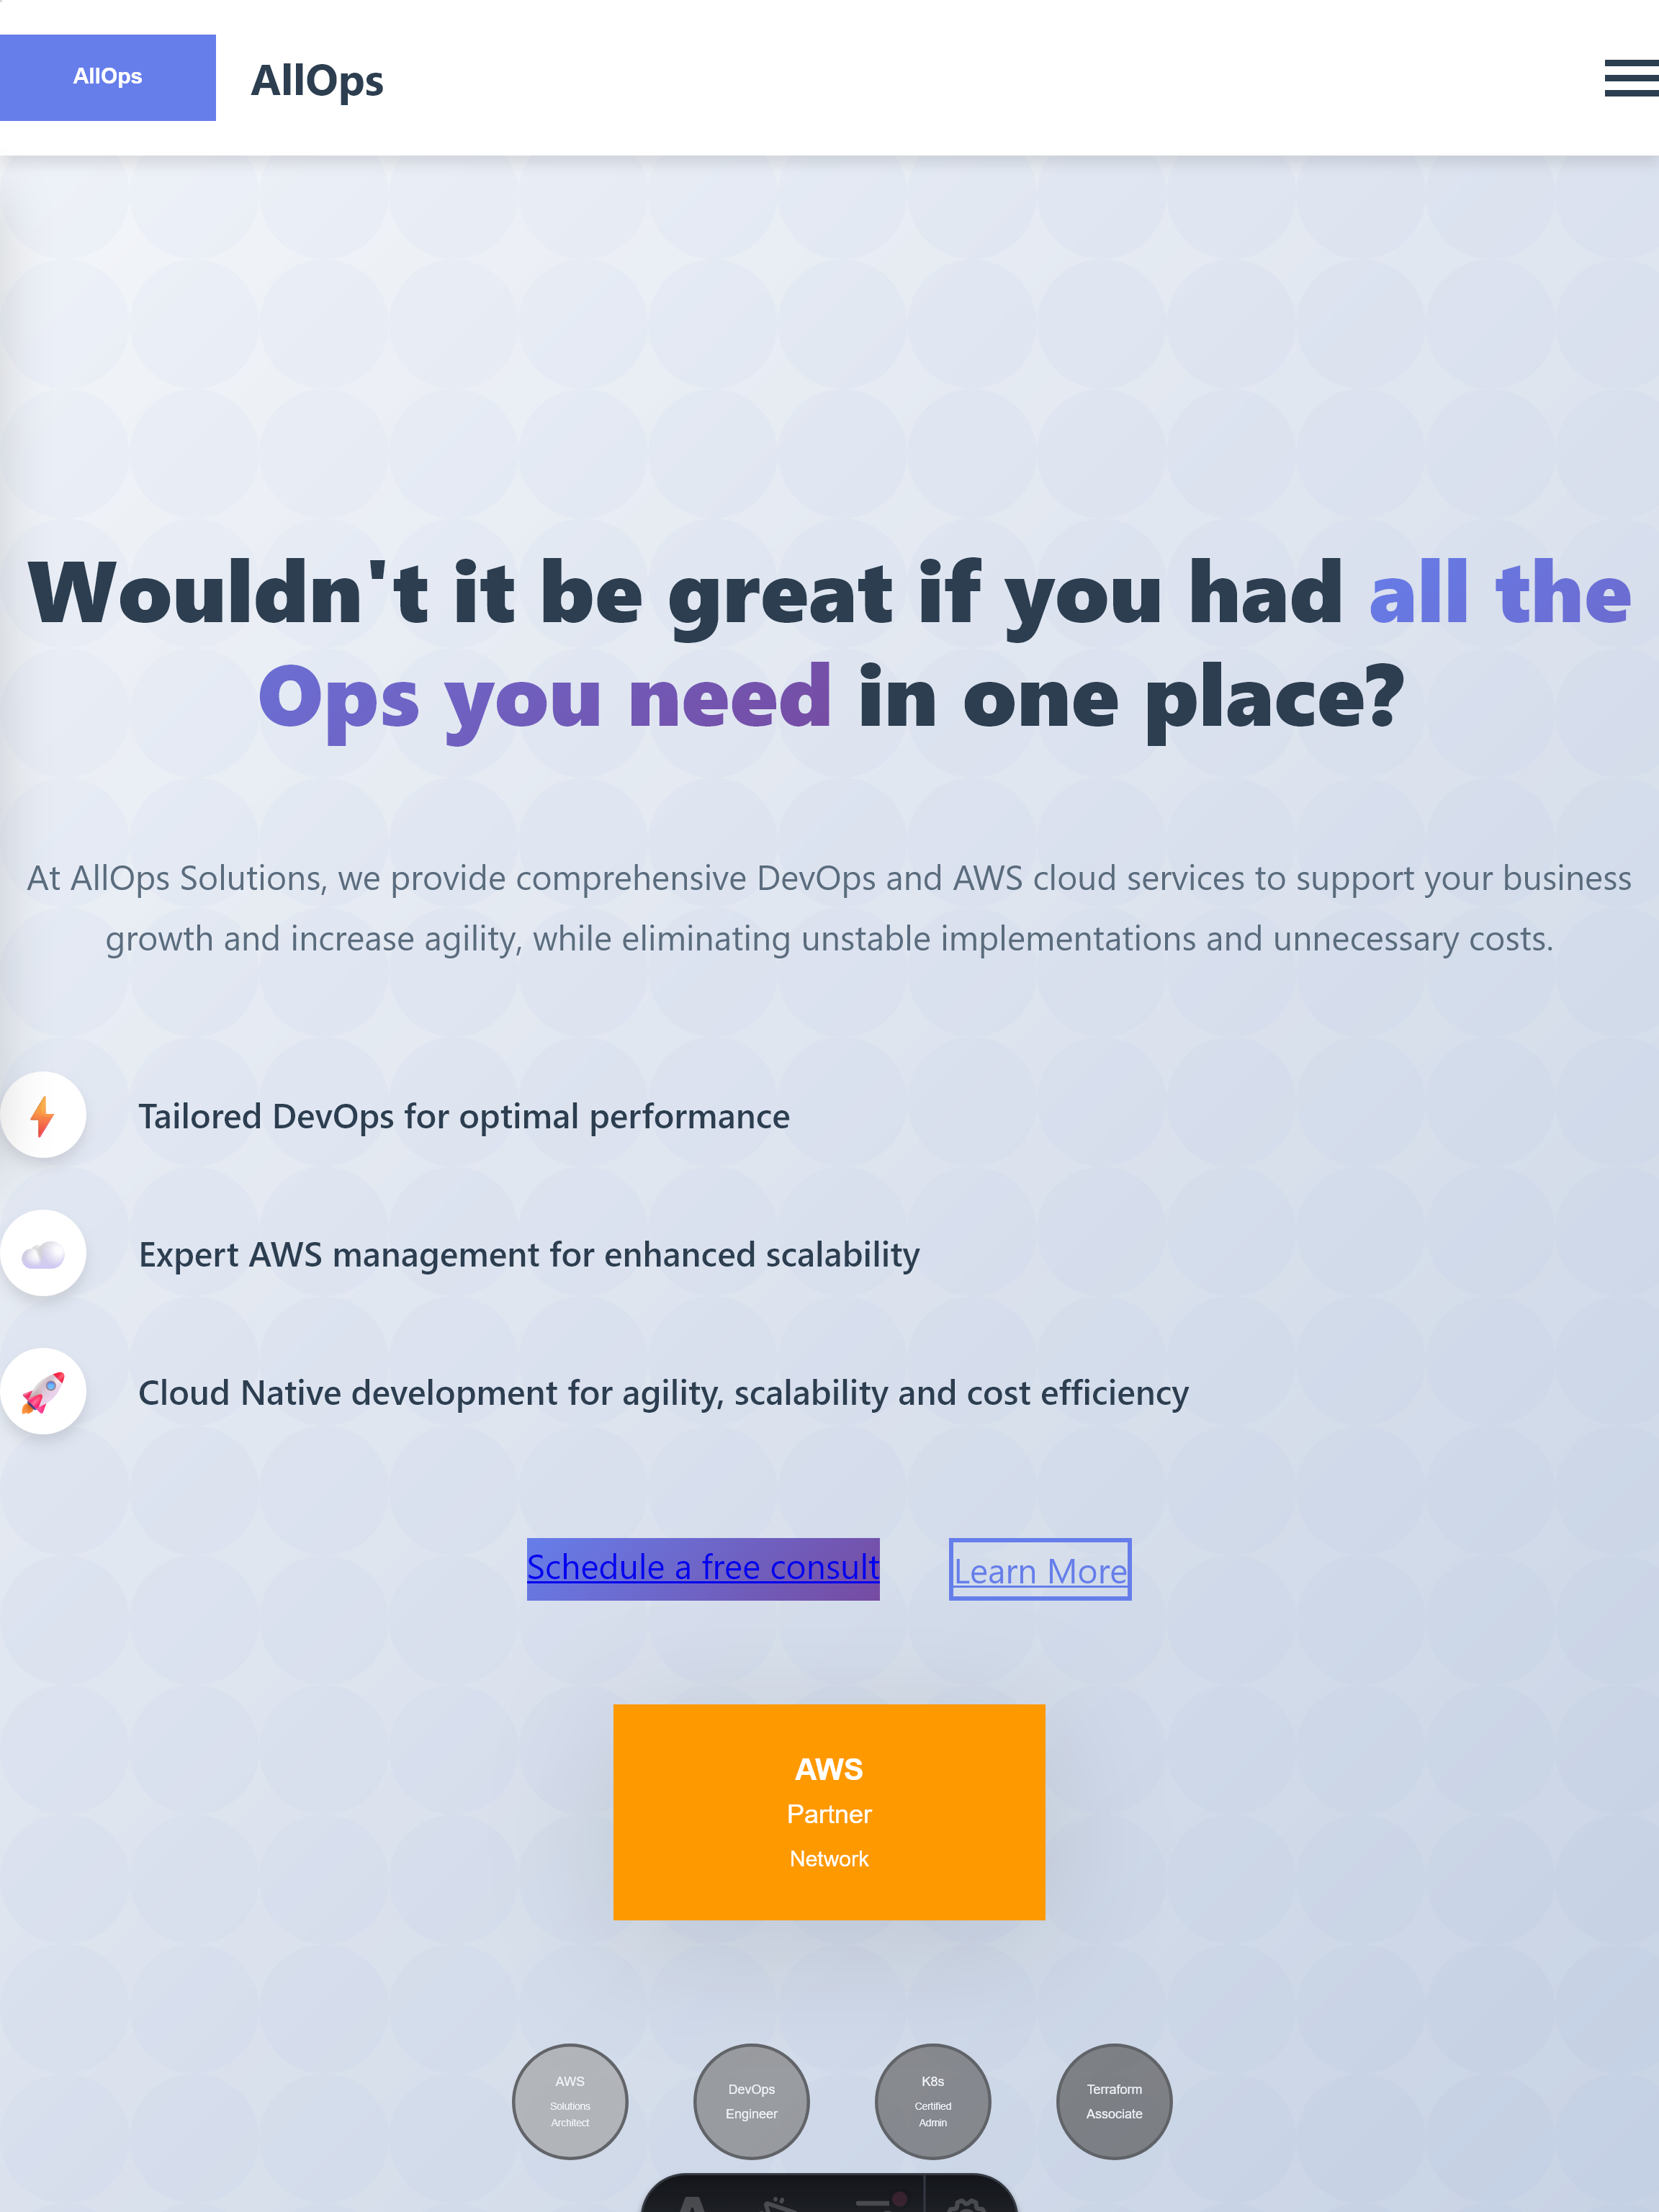 AllOps
AllOps
Wouldn't it be great if you had all the
Ops you need in one place?
At AllOps Solutions, we provide comprehensive DevOps and AWS cloud services to support your business
growth and increase agility, while eliminating unstable implementations and unnecessary costs.
Tailored DevOps for optimal performance
Expert AWS management for enhanced scalability
Cloud Native development for agility, scalability and cost efficiency
Schedule a free consult
Learn More
AWS
Partner
Network
AWS
Solutions
Architect
DevOps
Engineer
K8s
Certified
Admin
Terraform
Associate